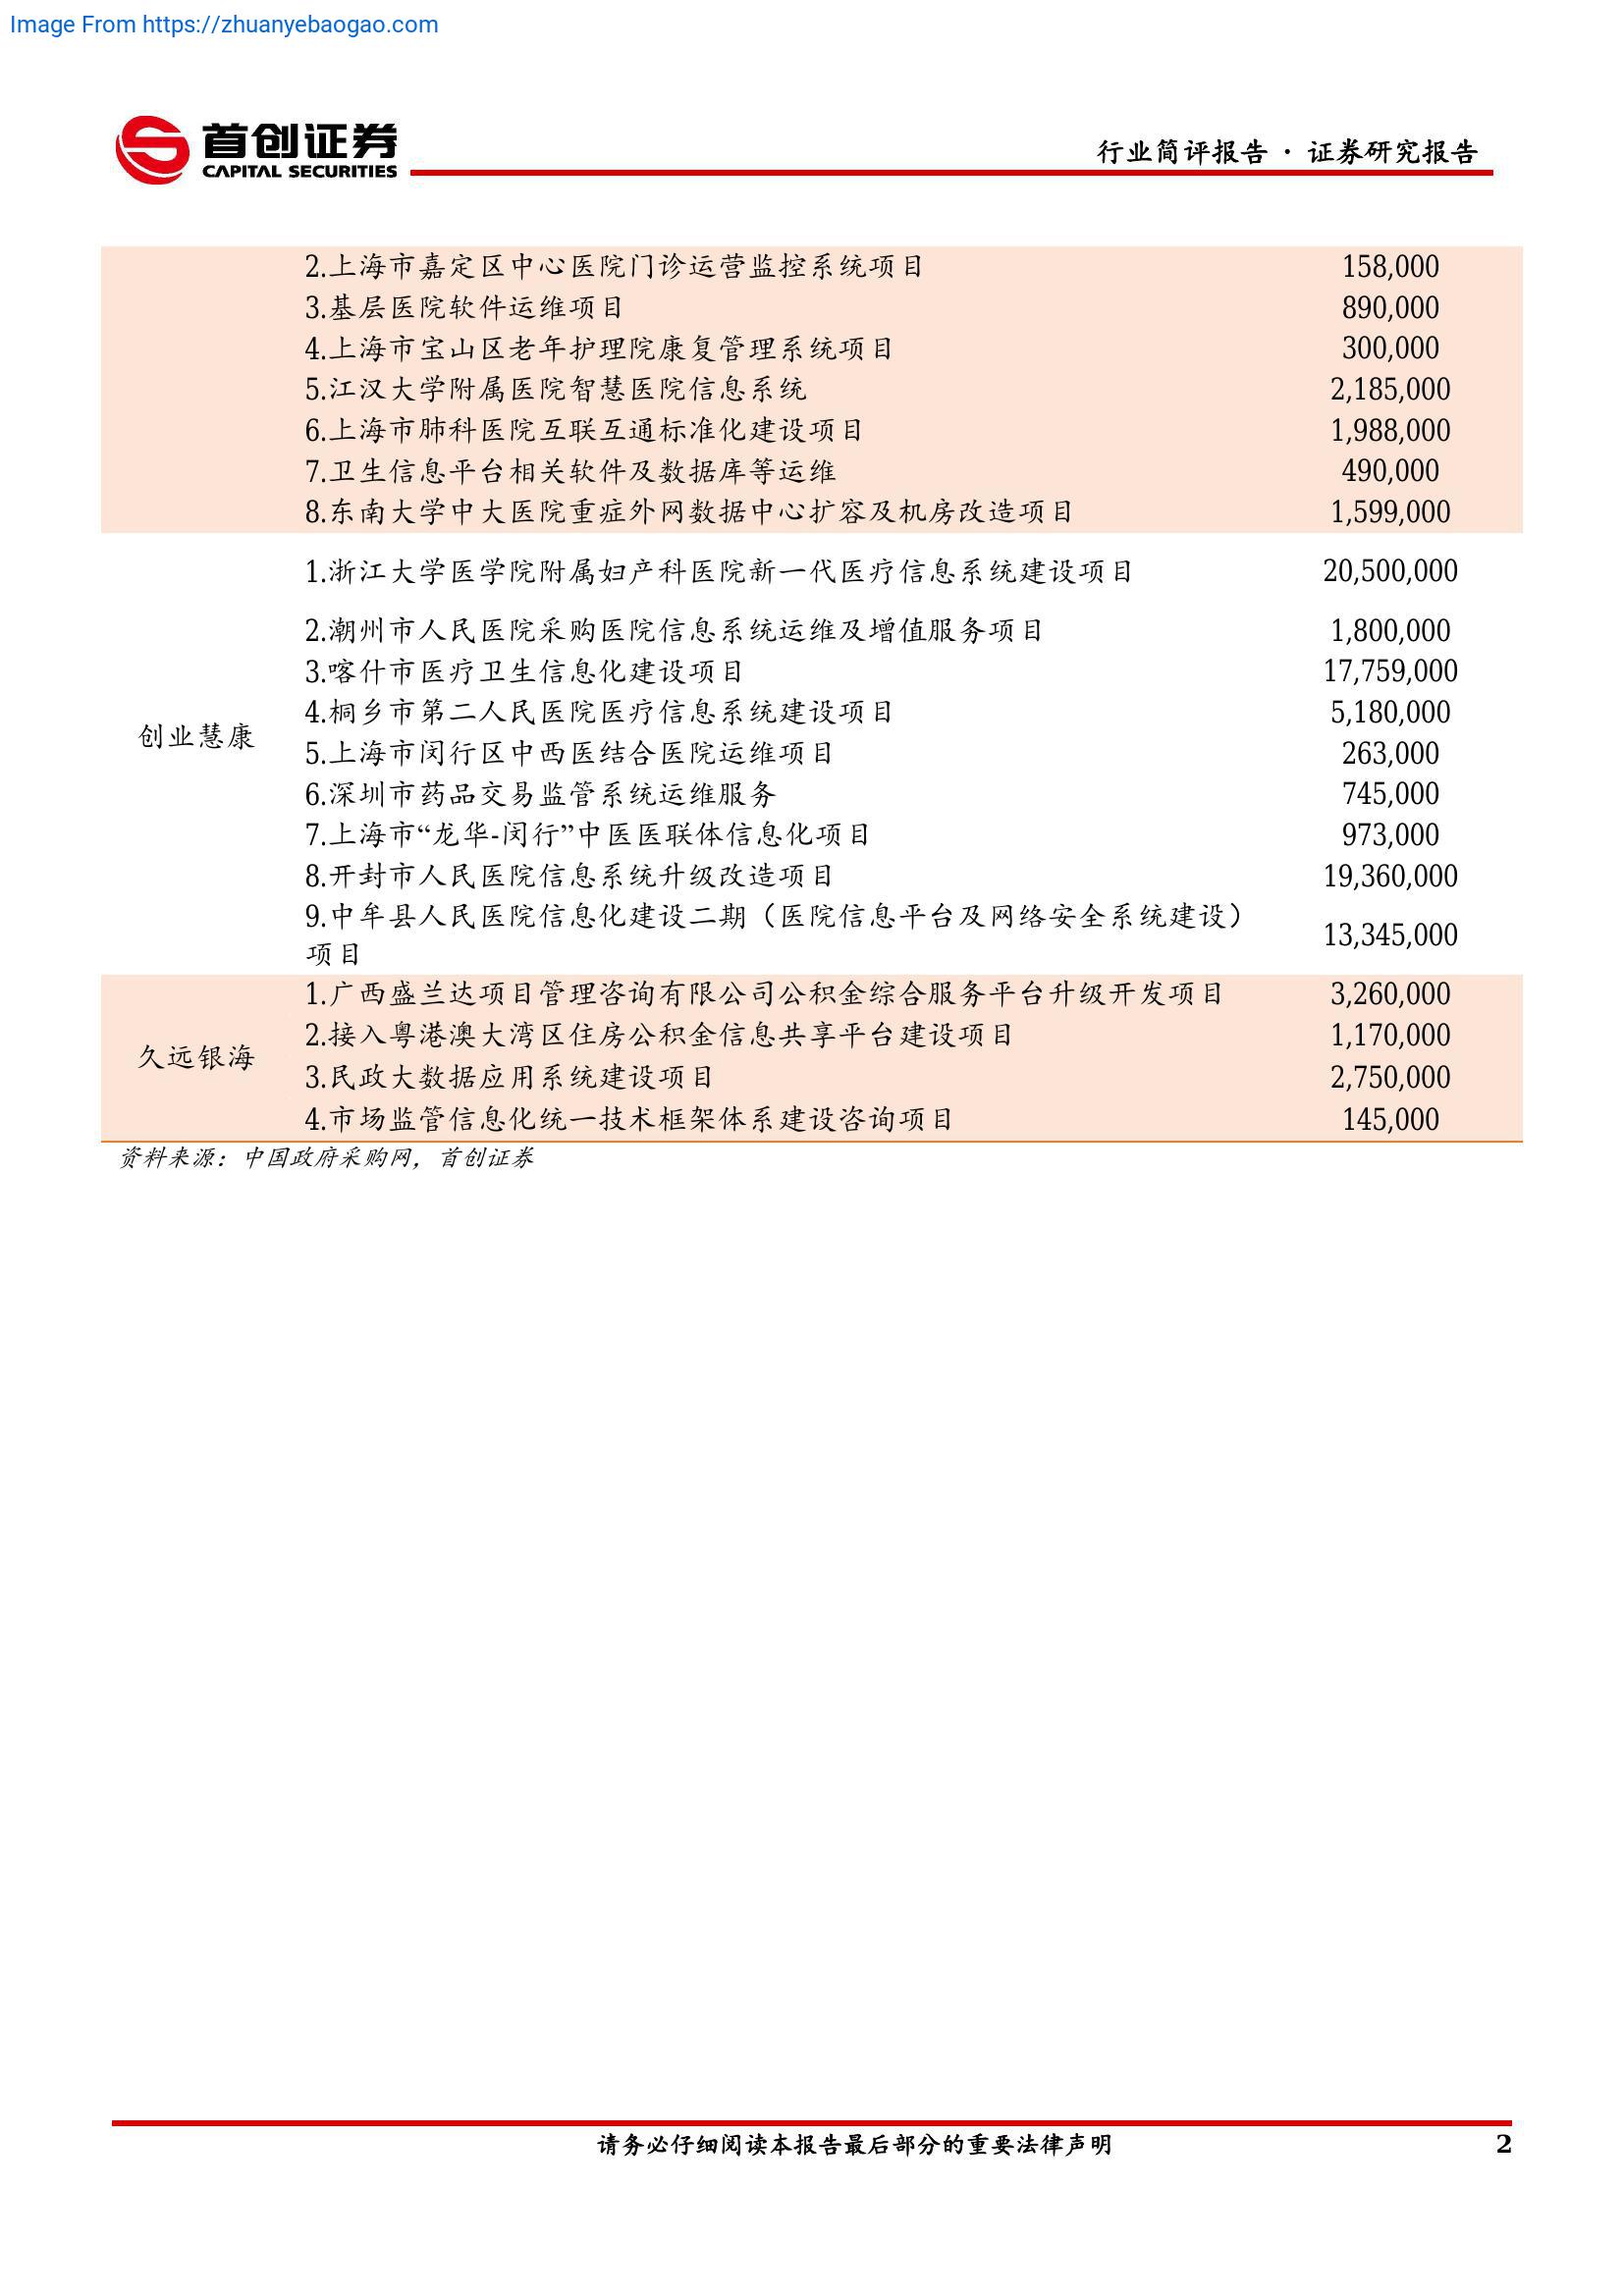 Image From https://zhuanyebaogao.com
首创证券
CAPITAL SECURITIES
行业简评报告 · 证券研究报告
2.上海市嘉定区中心医院门诊运营监控系统项目 158,000
3.基层医院软件运维项目 890,000
4.上海市宝山区老年护理院康复管理系统项目 300,000
5.江汉大学附属医院智慧医院信息系统 2,185,000
6.上海市肺科医院互联互通标准化建设项目 1,988,000
7.卫生信息平台相关软件及数据库等运维 490,000
8.东南大学中大医院重症外网数据中心扩容及机房改造项目 1,599,000
创业慧康
1.浙江大学医学院附属妇产科医院新一代医疗信息系统建设项目 20,500,000
2.潮州市人民医院采购医院信息系统运维及增值服务项目 1,800,000
3.喀什市医疗卫生信息化建设项目 17,759,000
4.桐乡市第二人民医院医疗信息系统建设项目 5,180,000
5.上海市闵行区中西医结合医院运维项目 263,000
6.深圳市药品交易监管系统运维服务 745,000
7.上海市“龙华-闵行”中医医联体信息化项目 973,000
8.开封市人民医院信息系统升级改造项目 19,360,000
9.中牟县人民医院信息化建设二期（医院信息平台及网络安全系统建设）
项目 13,345,000
久远银海
1.广西盛兰达项目管理咨询有限公司公积金综合服务平台升级开发项目 3,260,000
2.接入粤港澳大湾区住房公积金信息共享平台建设项目 1,170,000
3.民政大数据应用系统建设项目 2,750,000
4.市场监管信息化统一技术框架体系建设咨询项目 145,000
资料来源：中国政府采购网，首创证券
请务必仔细阅读本报告最后部分的重要法律声明 2